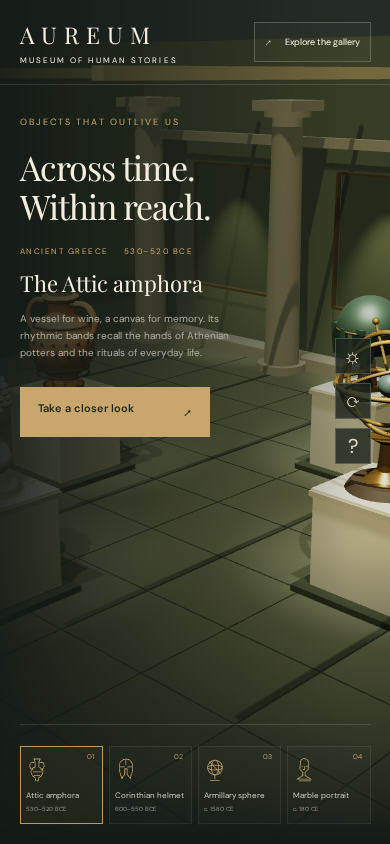 AUREUM
MUSEUM OF HUMAN STORIES
↗ Explore the gallery
OBJECTS THAT OUTLIVE US
Across time.
Within reach.
ANCIENT GREECE 530–520 BCE
The Attic amphora
A vessel for wine, a canvas for memory. Its
rhythmic bands recall the hands of Athenian
potters and the rituals of everyday life.
Take a closer look ↗
?
01
Attic amphora
530–520 BCE
02
Corinthian helmet
600–550 BCE
03
Armillary sphere
c. 1580 CE
04
Marble portrait
c. 180 CE